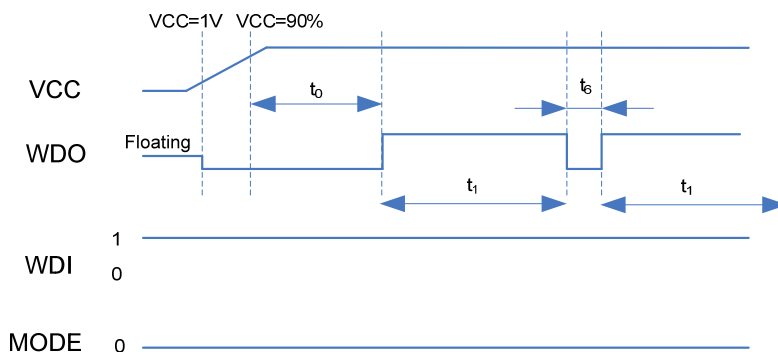 VCC=1V VCC=90%
VCC
t0
t6
WDO
Floating
t1
t1
WDI
1
0
MODE
0